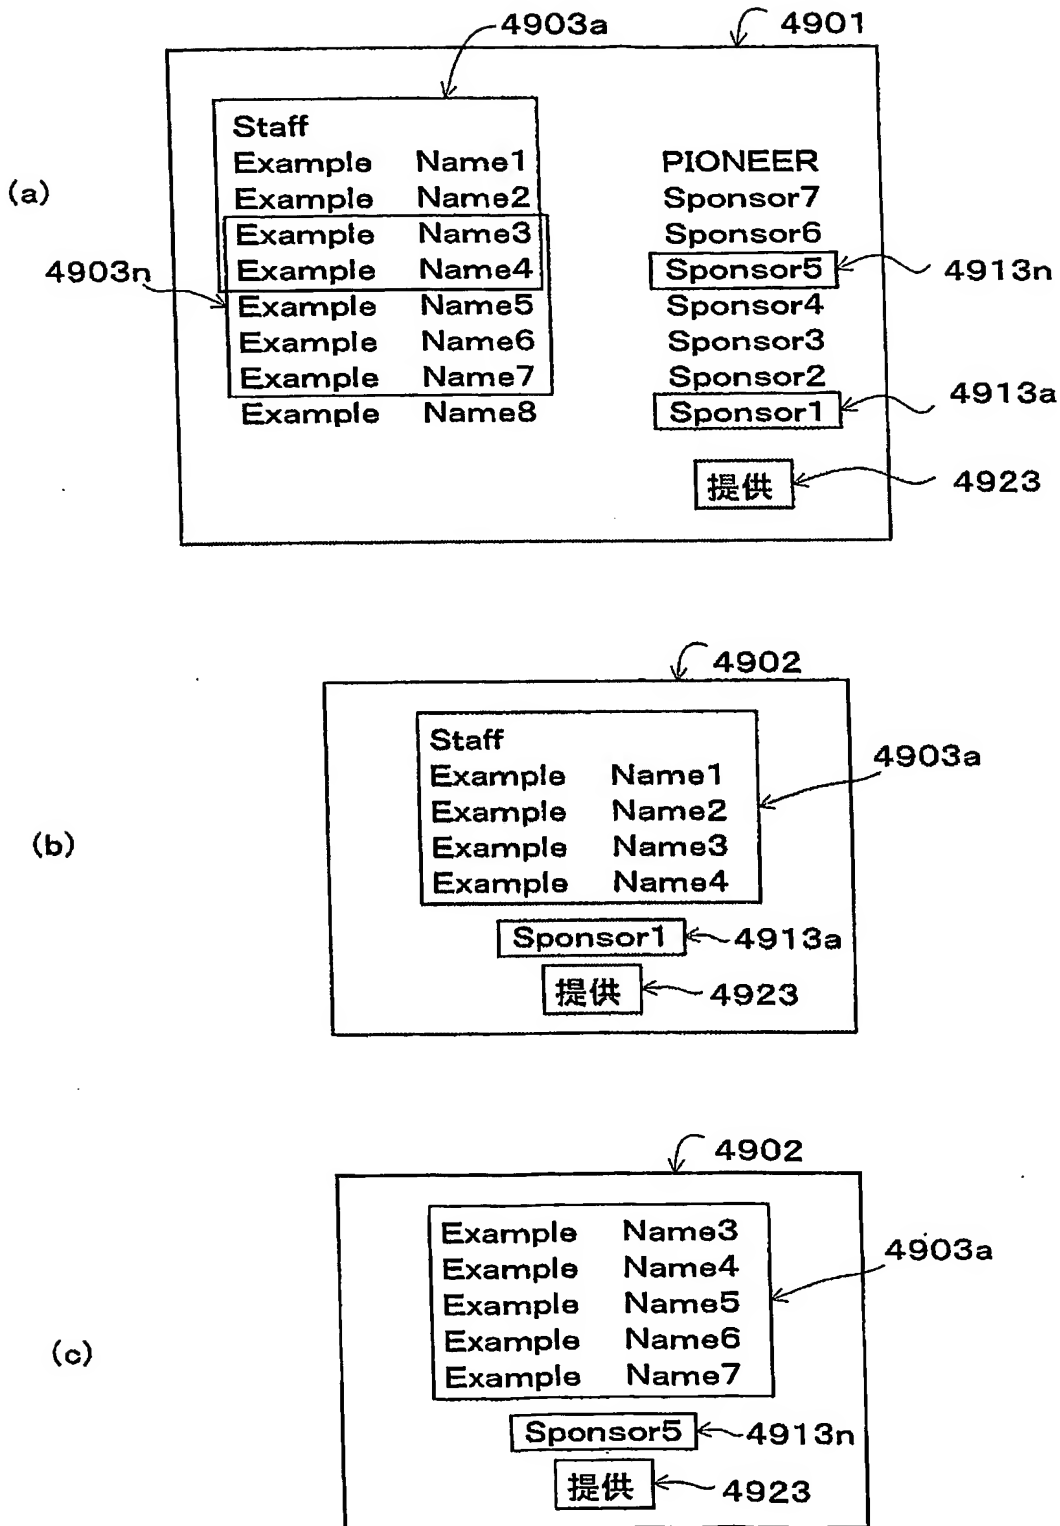 4903a
4901
(a)
Staff
Example Name1
Example Name2
Example Name3
Example Name4
Example Name5
Example Name6
Example Name7
Example Name8
4903n
PIONEER
Sponsor7
Sponsor6
Sponsor5
Sponsor4
Sponsor3
Sponsor2
Sponsor1
提供
4913n
4913a
4923
4902
(b)
Staff
Example Name1
Example Name2
Example Name3
Example Name4
4903a
Sponsor1
4913a
提供
4923
4902
(c)
Example Name3
Example Name4
Example Name5
Example Name6
Example Name7
4903a
Sponsor5
4913n
提供
4923